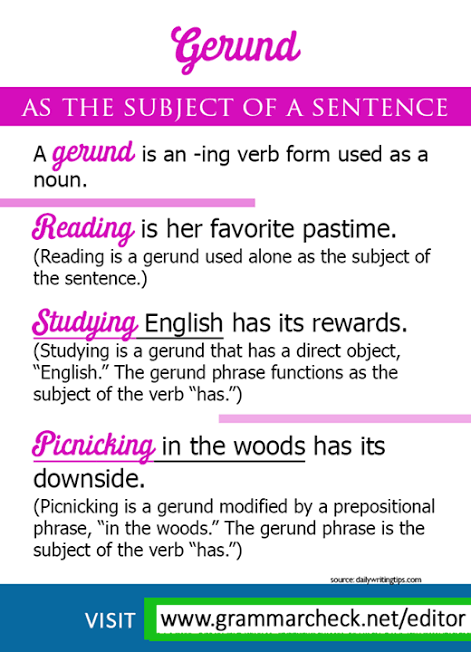 Gerund
AS THE SUBJECT OF A SENTENCE
A gerund is an -ing verb form used as a
noun.
Reading is her favorite pastime.
(Reading is a gerund used alone as the subject of
the sentence.)
Studying English has its rewards.
(Studying is a gerund that has a direct object,
“English.” The gerund phrase functions as the
subject of the verb “has.”)
Picnicking in the woods has its
downside.
(Picnicking is a gerund modified by a prepositional
phrase, “in the woods.” The gerund phrase is the
subject of the verb “has.”)
source: dailywritingtips.com
VISIT www.grammarcheck.net/editor